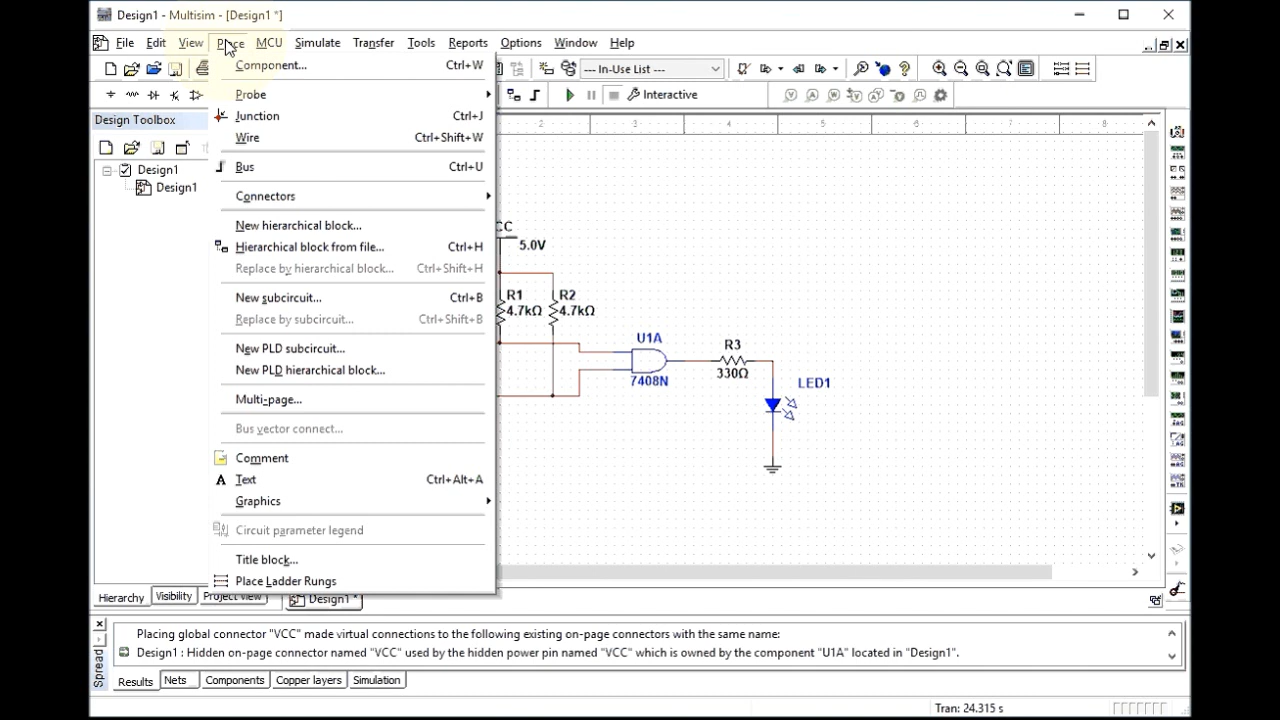 Design1 - Multisim - [Design1 *]
File Edit View Place MCU Simulate Transfer Tools Reports Options Window Help
--- In-Use List ---
Interactive
Design Toolbox
Design1
Design1
Component... Ctrl+W
Probe
Junction Ctrl+J
Wire Ctrl+Shift+W
Bus Ctrl+U
Connectors
New hierarchical block...
Hierarchical block from file... Ctrl+H
Replace by hierarchical block... Ctrl+Shift+H
New subcircuit... Ctrl+B
Replace by subcircuit... Ctrl+Shift+B
New PLD subcircuit...
New PLD hierarchical block...
Multi-page...
Bus vector connect...
Comment
Text Ctrl+Alt+A
Graphics
Circuit parameter legend
Title block...
Place Ladder Rungs
2 3 4 5 6 7 8
CC
5.0V
R1 R2
4.7kΩ 4.7kΩ
U1A
7408N
R3
330Ω
LED1
Hierarchy Visibility Project View
Design1 *
Placing global connector "VCC" made virtual connections to the following existing on-page connectors with the same name:
Design1 : Hidden on-page connector named "VCC" used by the hidden power pin named "VCC" which is owned by the component "U1A" located in "Design1".
Spread
Results Nets Components Copper layers Simulation
Tran: 24.315 s